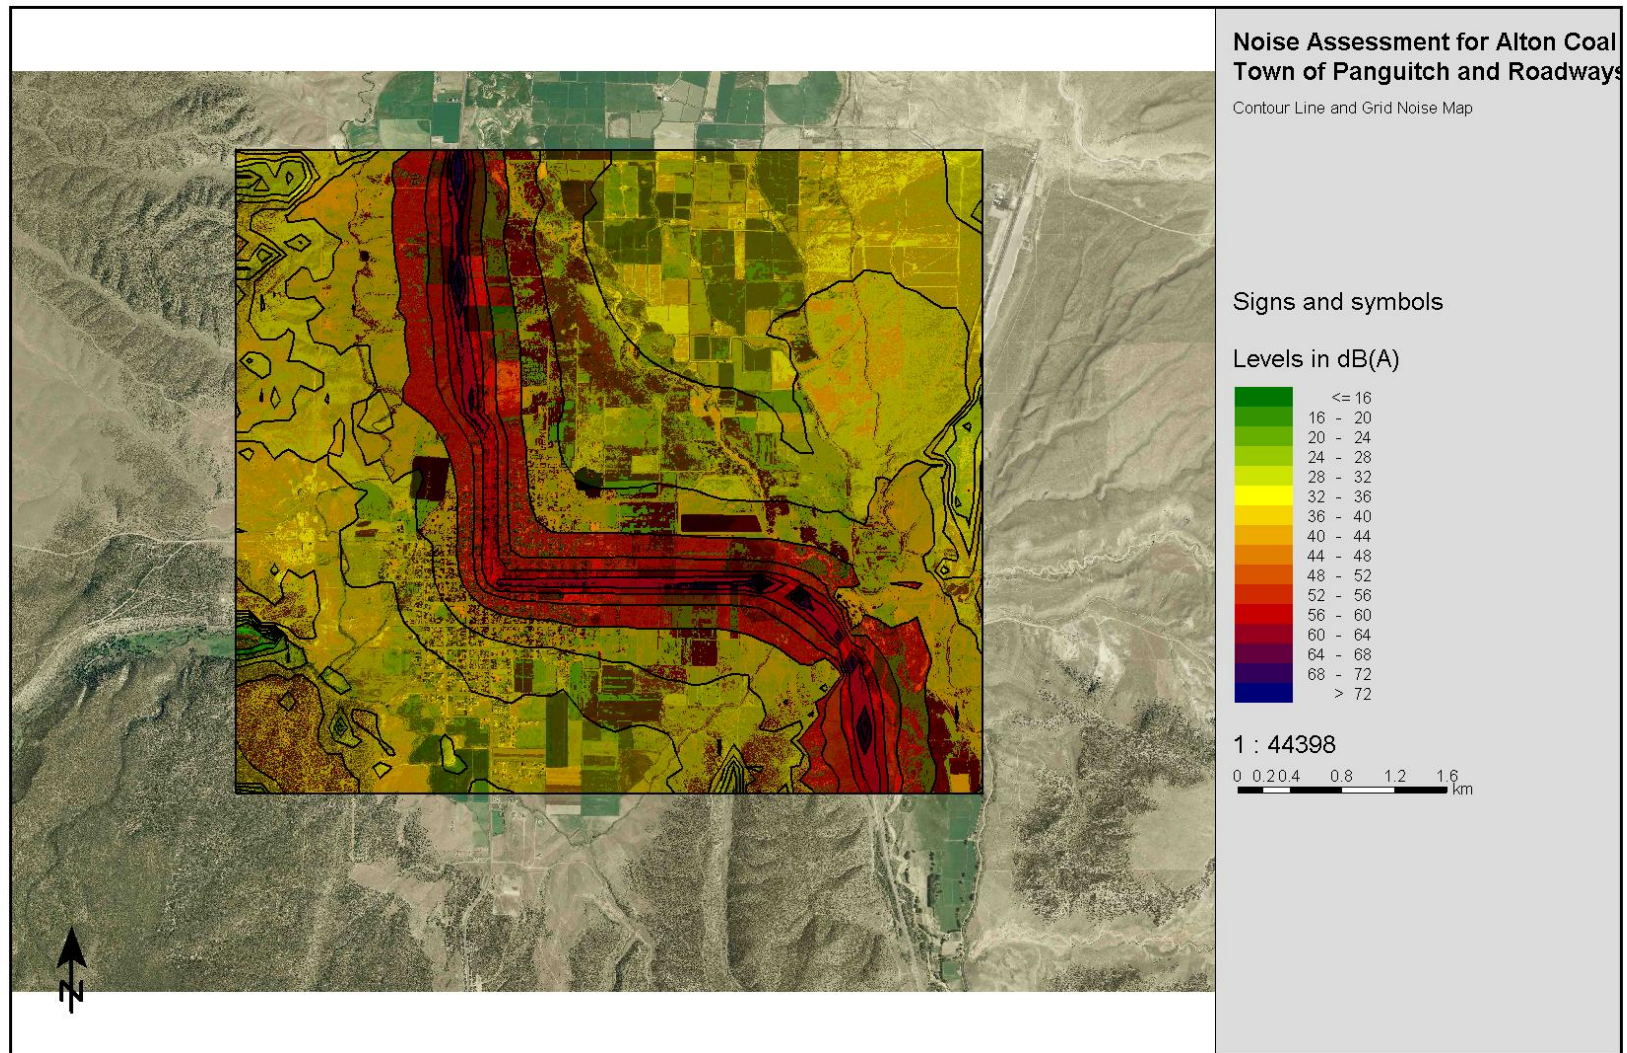 Noise Assessment for Alton Coal
Town of Panguitch and Roadways
Contour Line and Grid Noise Map
Signs and symbols
Levels in dB(A)
<= 16
16 - 20
20 - 24
24 - 28
28 - 32
32 - 36
36 - 40
40 - 44
44 - 48
48 - 52
52 - 56
56 - 60
60 - 64
64 - 68
68 - 72
> 72
1 : 44398
0 0.2 0.4 0.8 1.2 1.6
km
N